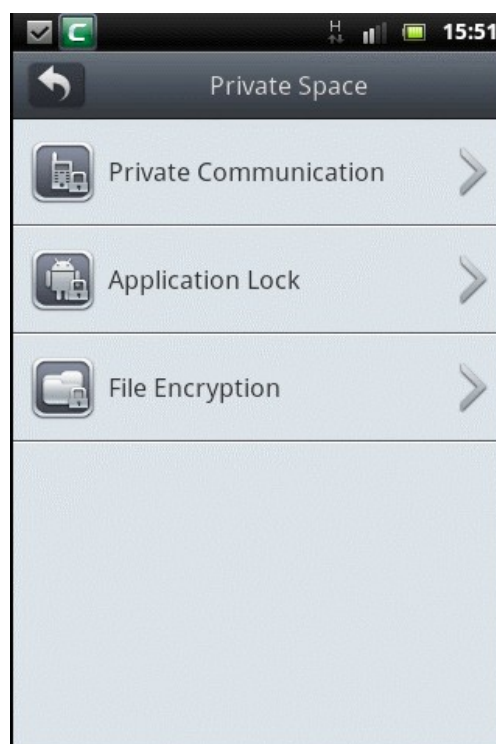 C H 15:51
Private Space
Private Communication
Application Lock
File Encryption